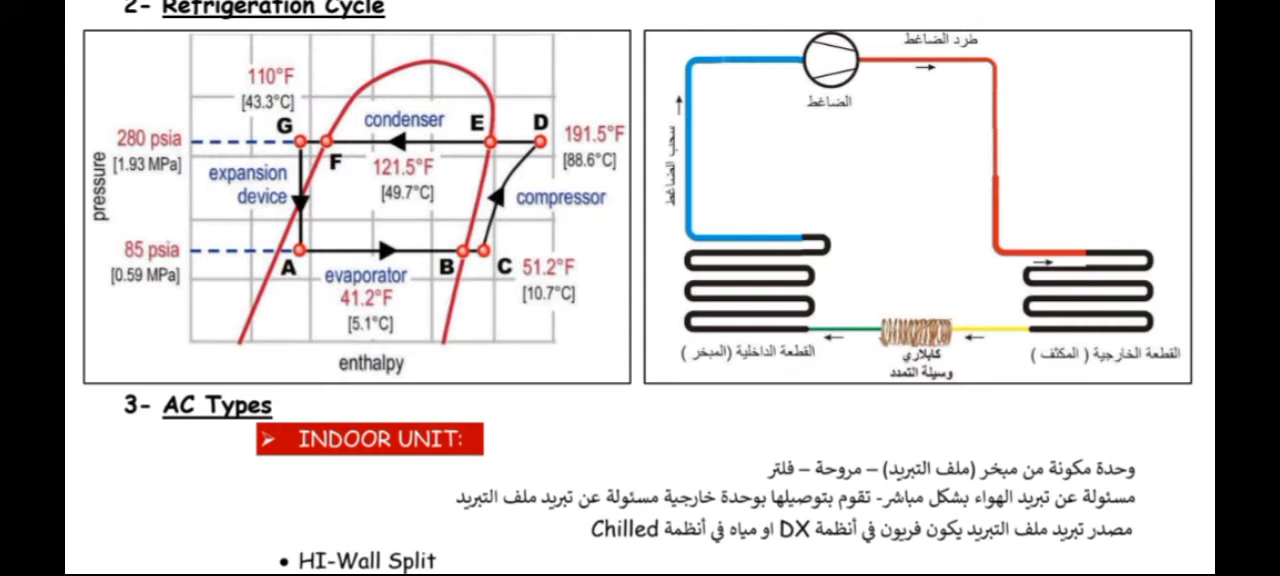 2- Refrigeration Cycle
110°F
[43.3°C]
G
condenser
E
D
280 psia
[1.93 MPa]
F
191.5°F
[88.6°C]
121.5°F
[49.7°C]
expansion
device
compressor
pressure
85 psia
[0.59 MPa]
A
evaporator
B
C 51.2°F
[10.7°C]
41.2°F
[5.1°C]
enthalpy
طرد الضاغط
الضاغط
سحب الضاغط
القطعة الداخلية (المبخر )
كابلاري
وسيلة التمدد
القطعة الخارجية ( المكثف )
3- AC Types
➢ INDOOR UNIT:
وحدة مكونة من مبخر (ملف التبريد) – مروحة – فلتر
مسئولة عن تبريد الهواء بشكل مباشر- تقوم بتوصيلها بوحدة خارجية مسئولة عن تبريد ملف التبريد
مصدر تبريد ملف التبريد يكون فريون في أنظمة DX او مياه في أنظمة Chilled
• HI-Wall Split